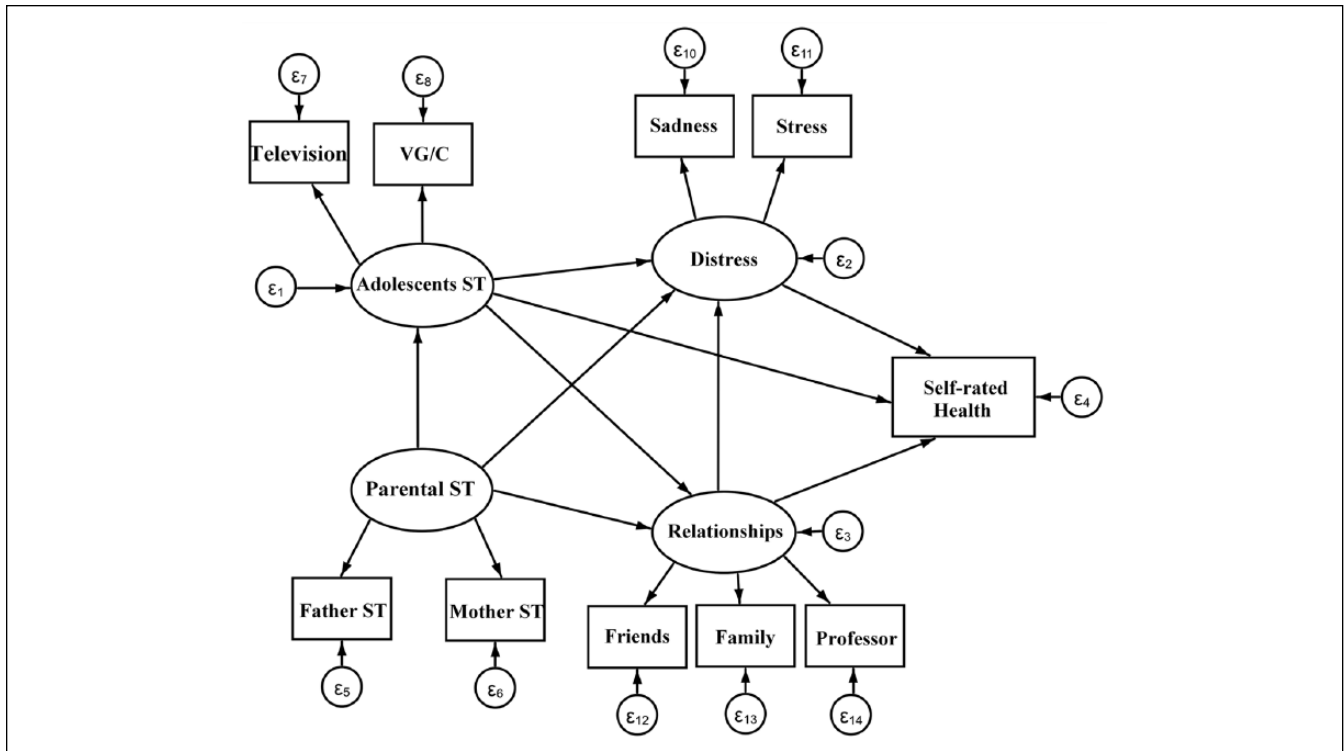 ε10
ε11
ε7
ε8
Sadness
Stress
Television
VG/C
Distress
ε2
Adolescents ST
ε1
Self-rated
Health
ε4
Parental ST
Relationships
ε3
Father ST
Mother ST
Friends
Family
Professor
ε5
ε6
ε12
ε13
ε14